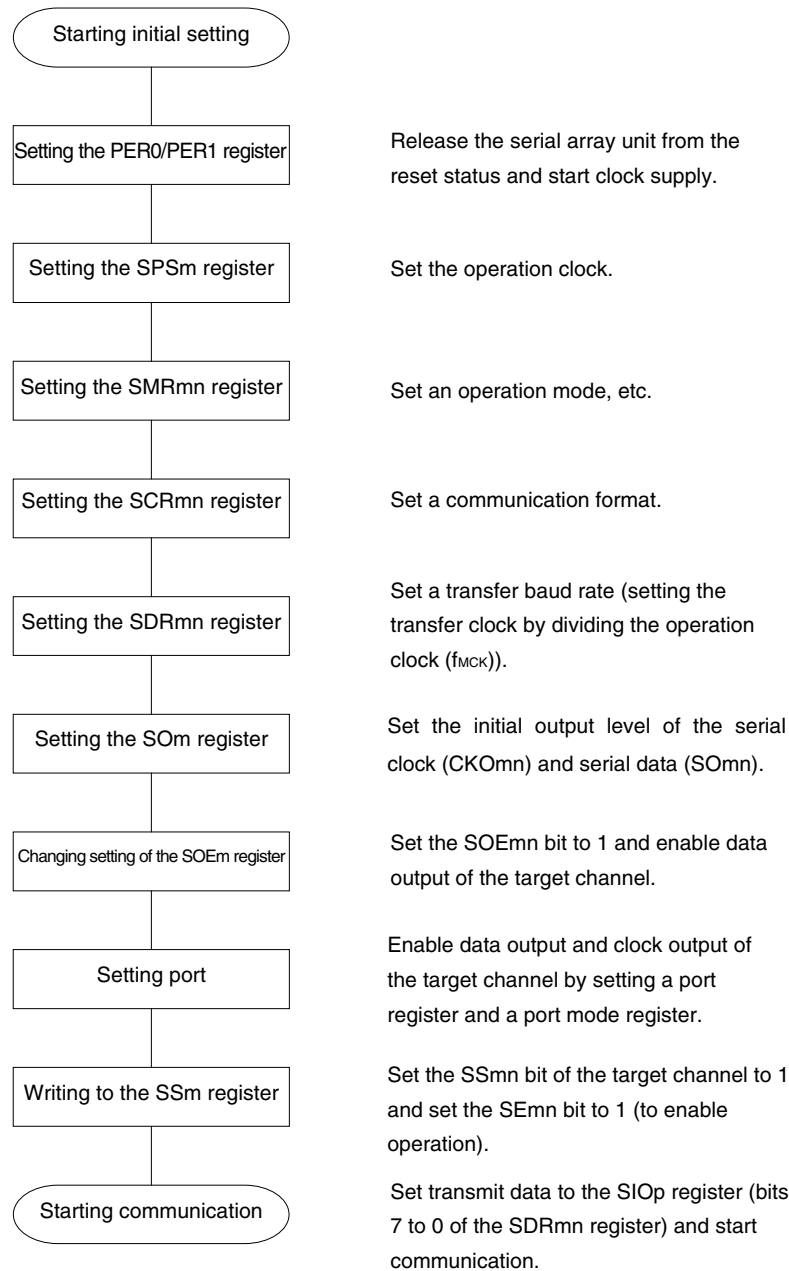 Starting initial setting
Setting the PER0/PER1 register
Release the serial array unit from the
reset status and start clock supply.
Setting the SPSm register
Set the operation clock.
Setting the SMRmn register
Set an operation mode, etc.
Setting the SCRmn register
Set a communication format.
Setting the SDRmn register
Set a transfer baud rate (setting the
transfer clock by dividing the operation
clock (fMCK)).
Setting the SOm register
Set the initial output level of the serial
clock (CKOmn) and serial data (SOmn).
Changing setting of the SOEm register
Set the SOEmn bit to 1 and enable data
output of the target channel.
Setting port
Enable data output and clock output of
the target channel by setting a port
register and a port mode register.
Writing to the SSm register
Set the SSmn bit of the target channel to 1
and set the SEmn bit to 1 (to enable
operation).
Starting communication
Set transmit data to the SIOp register (bits
7 to 0 of the SDRmn register) and start
communication.